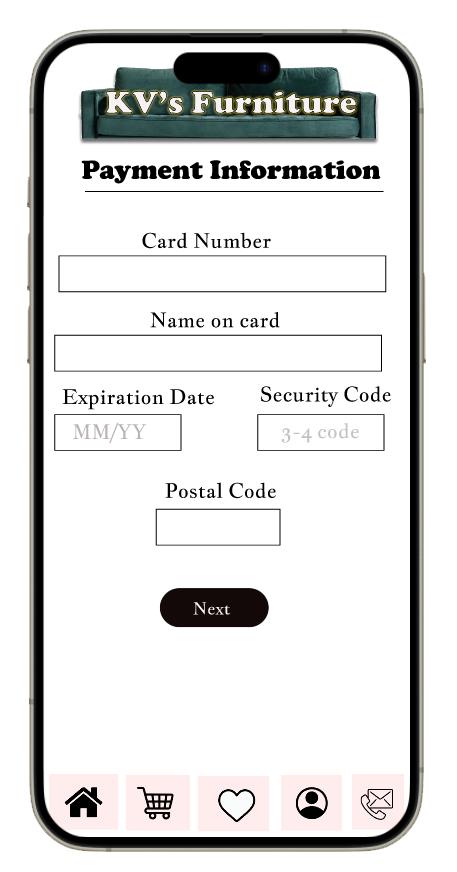 KV's Furniture
Payment Information
Card Number
Name on card
Expiration Date Security Code
MM/YY 3-4 code
Postal Code
Next